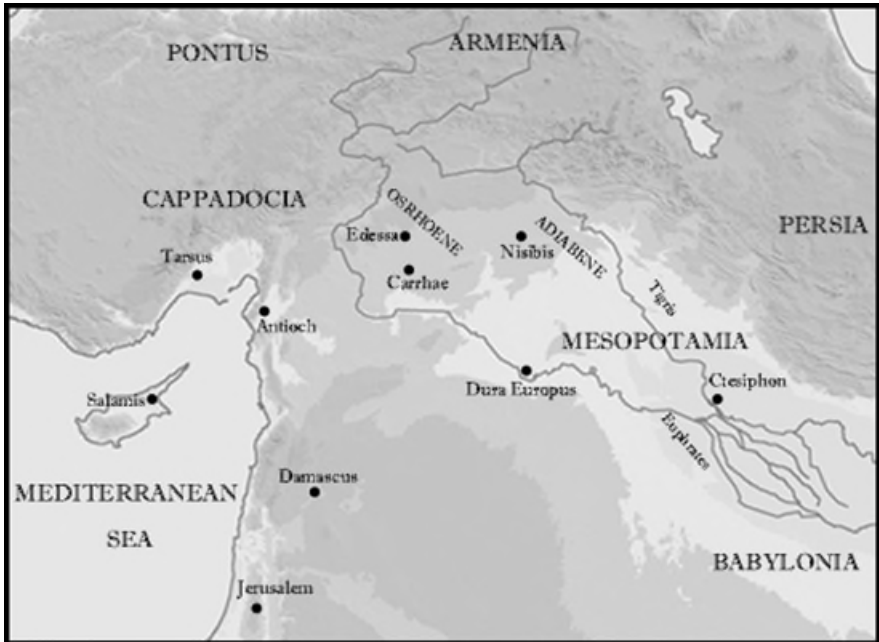 PONTUS
ARMENIA
CAPPADOCIA
OSRHOENE
PERSIA
Edessa
Nisibis
ADIABENE
Tarsus
Carrhae
Tigris
Antioch
MESOPOTAMIA
Dura Europus
Ctesiphon
Salamis
Euphrates
Damascus
MEDITERRANEAN
SEA
BABYLONIA
Jerusalem